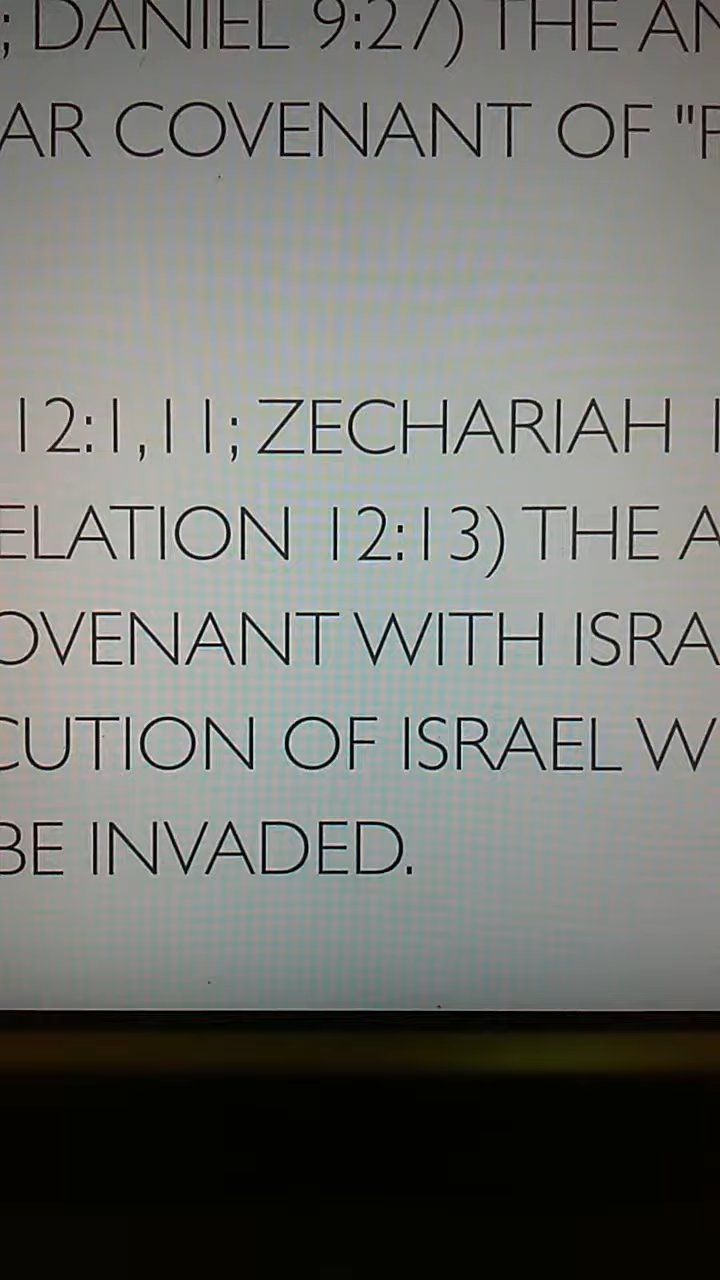 ; DANIEL 9:27) THE AN
AR COVENANT OF "
12:1,11; ZECHARIAH 1
ELATION 12:13) THE A
OVENANT WITH ISRA
CUTION OF ISRAEL W
BE INVADED.